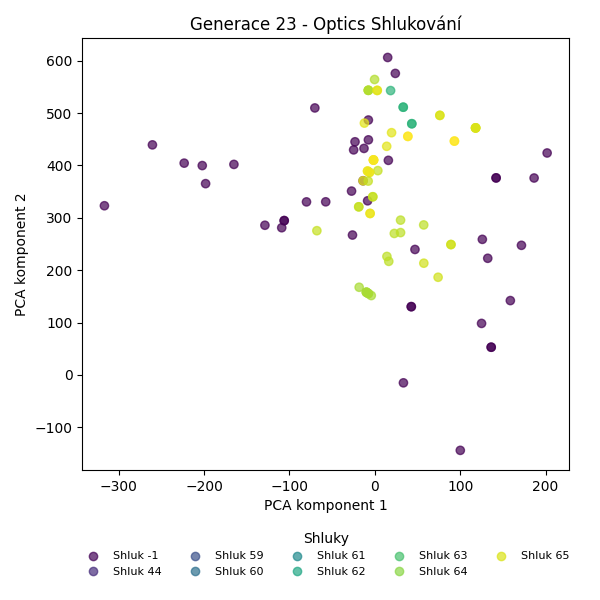 Generace 23 - Optics Shlukování
600
500
400
300
200
100
0
−100
PCA komponent 2
−300 −200 −100 0 100 200
PCA komponent 1
Shluky
Shluk -1 Shluk 59 Shluk 61 Shluk 63 Shluk 65
Shluk 44 Shluk 60 Shluk 62 Shluk 64